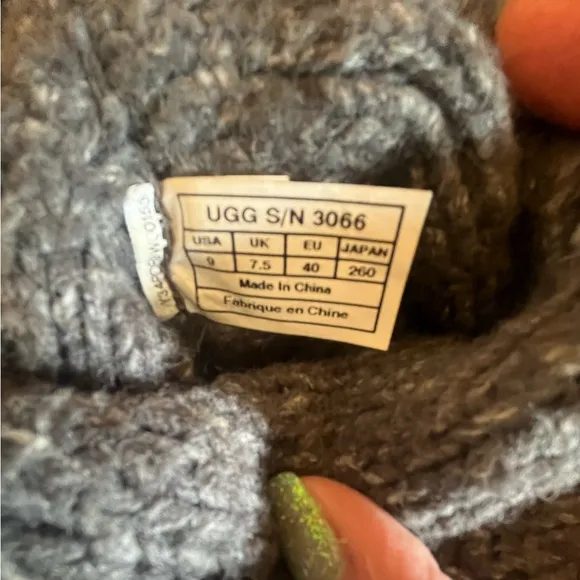 UGG S/N 3066
USA UK EU JAPAN
9 7.5 40 260
Made In China
Fabrique en Chine